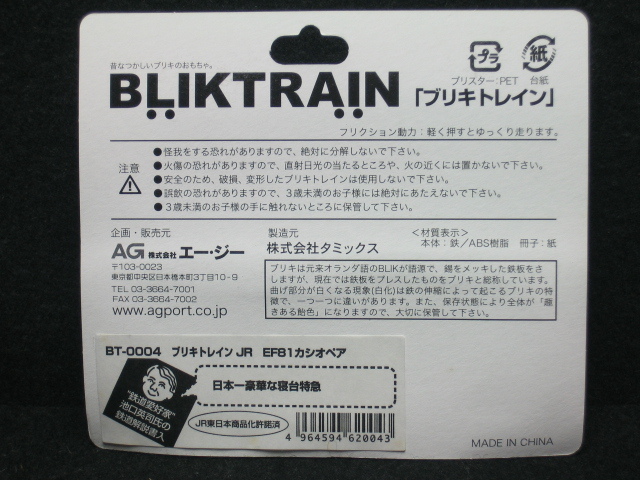 昔なつかしいブリキのおもちゃ。
BLIKTRAIN
プラ
紙
ブリスター：PET 台紙
「ブリキトレイン」
フリクション動力：軽く押すとゆっくり走ります。
注意
●怪我をする恐れがありますので、絶対に分解しないで下さい。
●火傷の恐れがありますので、直射日光の当たるところや、火の近くには置かないで下さい。
●安全のため、破損、変形したブリキトレインは使用しないで下さい。
●誤飲の恐れがありますので、３歳未満のお子様には絶対にあたえないで下さい。
●３歳未満のお子様の手に触れないところに保管して下さい。
企画・販売元
AG 株式会社 エー・ジー
〒103-0023
東京都中央区日本橋本町3丁目10-9
TEL 03-3664-7001
FAX 03-3664-7002
www.agport.co.jp
製造元
株式会社タミックス
＜材質表示＞
本体：鉄／ABS樹脂 冊子：紙
ブリキは元来オランダ語のBLIKが語源で、錫をメッキした鉄板をさ
しますが、現在では鉄板をプレスしたものをブリキと総称しています。
曲げ部分が白くなる現象(白化)は鉄の伸縮によって起こるブリキの特
徴で、一つ一つに違いがあります。また、保存状態により全体が「趣
きある飴色」になりますので、大切に保管して下さい。
BT-0004 ブリキトレイン JR EF81カシオペア
日本一豪華な寝台特急
"鉄道愛好家"
池口英司氏の
鉄道解説書入
JR東日本商品化許諾済
4 964594 620043
MADE IN CHINA